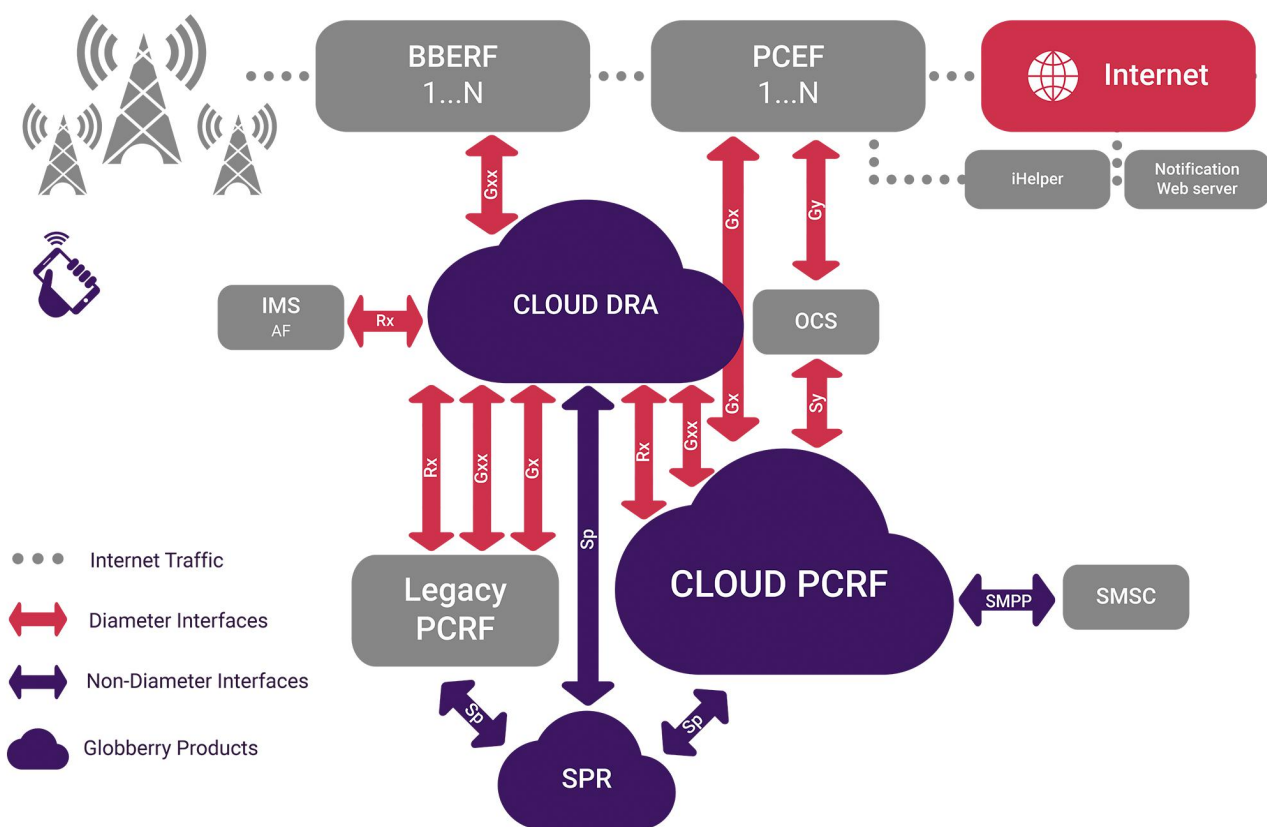 BBERF
1...N
PCEF
1...N
Internet
iHelper
Notification
Web server
Gxx
Gx
Gy
CLOUD DRA
IMS
AF
Rx
OCS
Rx
Gxx
Gx
Sp
Rx
Gxx
Gx
Sy
Internet Traffic
Diameter Interfaces
Non-Diameter Interfaces
Globberry Products
Legacy
PCRF
CLOUD PCRF
SMPP
SMSC
Sp
Sp
SPR